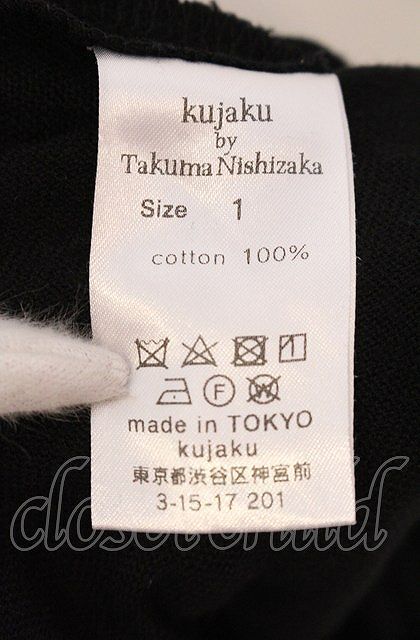 kujaku
by
Takuma Nishizaka
Size 1
cotton 100%
F W
made in TOKYO
kujaku
東京都渋谷区神宮前
3-15-17 201
closet child